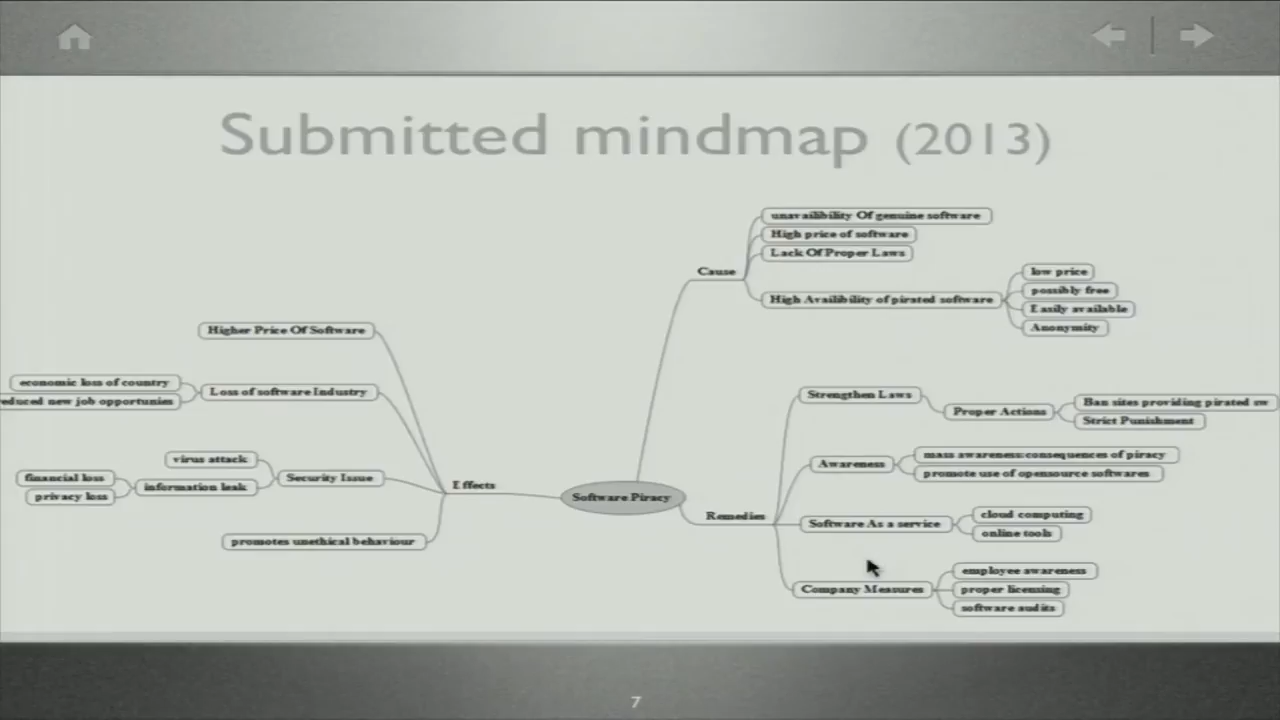 Submitted mindmap (2013)
unavailibility Of genuine software
High price of software
Lack Of Proper Laws
Cause
High Availibility of pirated software
low price
possibly free
Easily available
Anonymity
Higher Price Of Software
economic loss of country
educed new job opportunies
Loss of software Industry
virus attack
financial loss
privacy loss
information leak
Security Issue
Effects
promotes unethical behaviour
Software Piracy
Remedies
Strengthen Laws
Proper Actions
Ban sites providing pirated sw
Strict Punishment
Awareness
mass awareness:consequences of piracy
promote use of opensource softwares
Software As a service
cloud computing
online tools
Company Measures
employee awareness
proper licensing
software audits
7